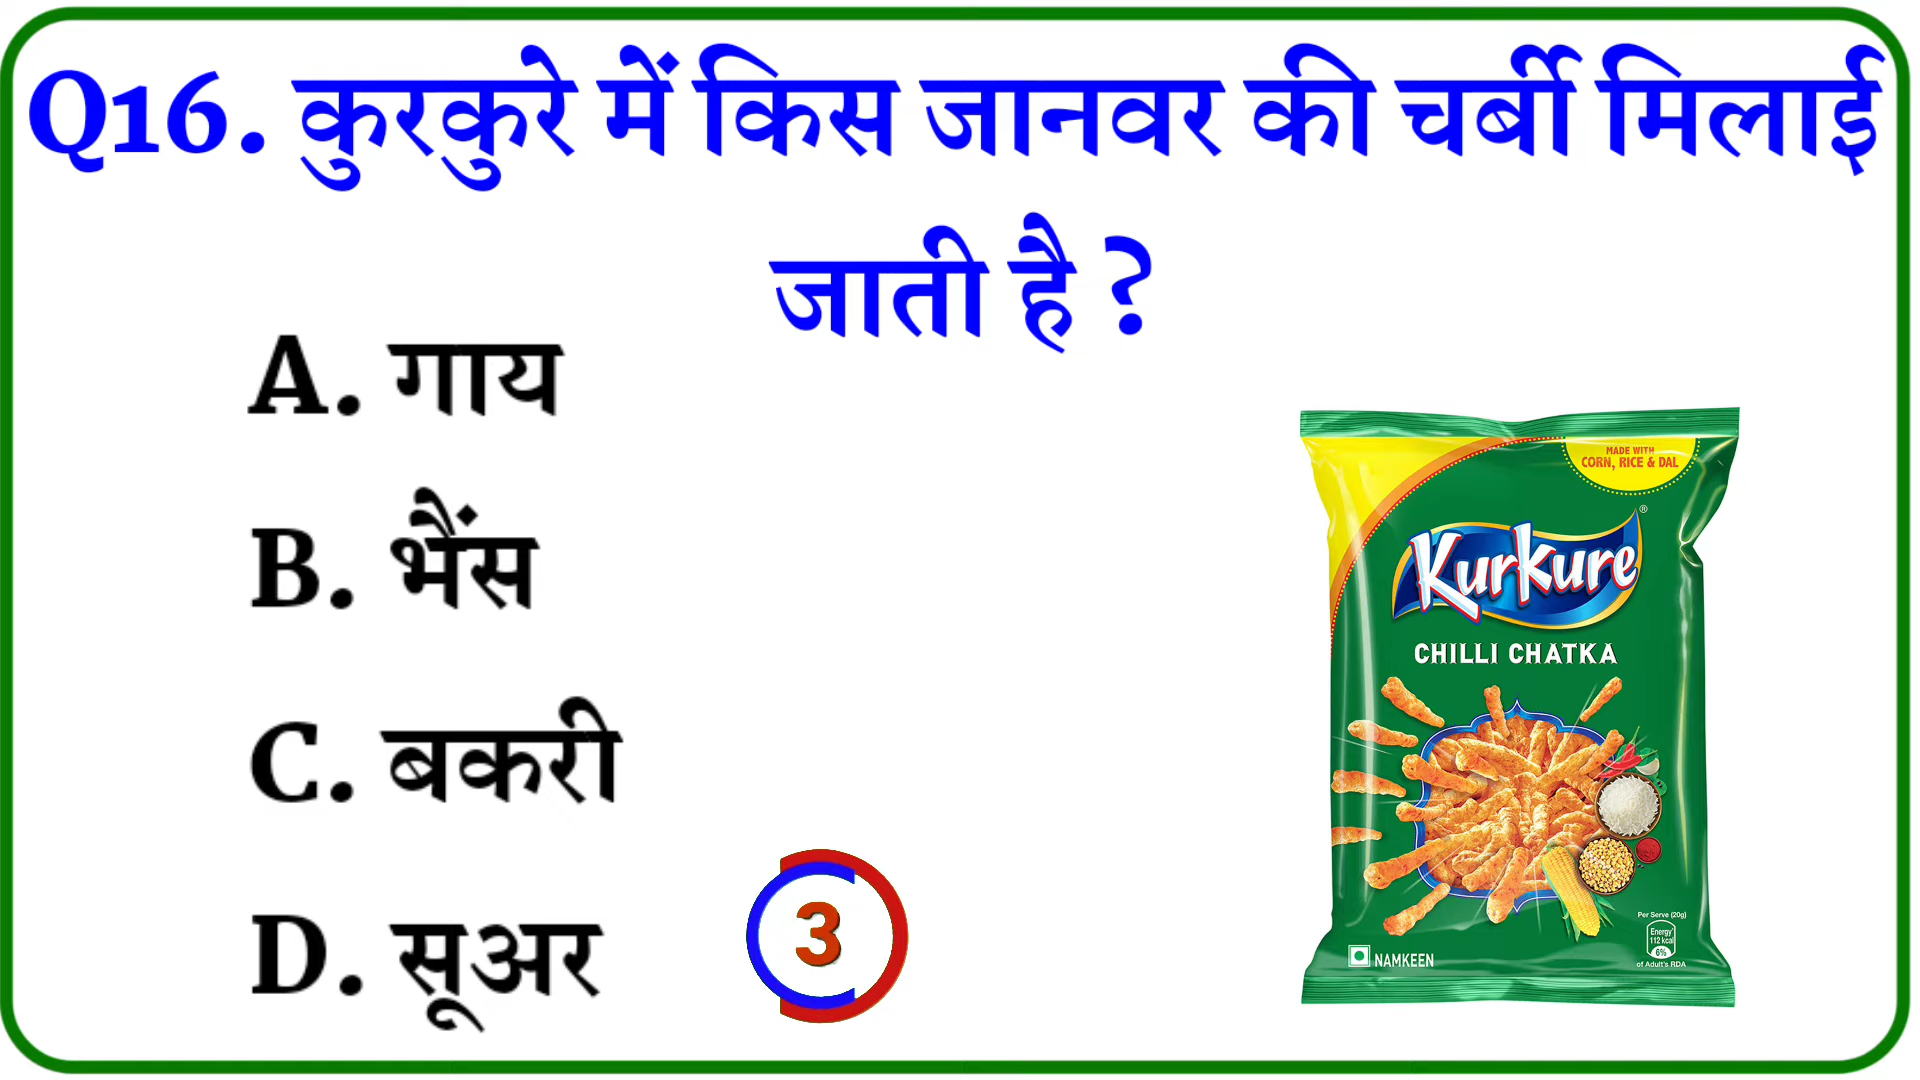 Q16. कुरकुरे में किस जानवर की चर्बी मिलाई
जाती है ?
A. गाय
B. भैंस
C. बकरी
D. सूअर
3
MADE WITH
CORN, RICE & DAL
Kurkure®
CHILLI CHATKA
Per Serve (20g)
Energy
112 kcal
6%
of Adult's RDA
NAMKEEN